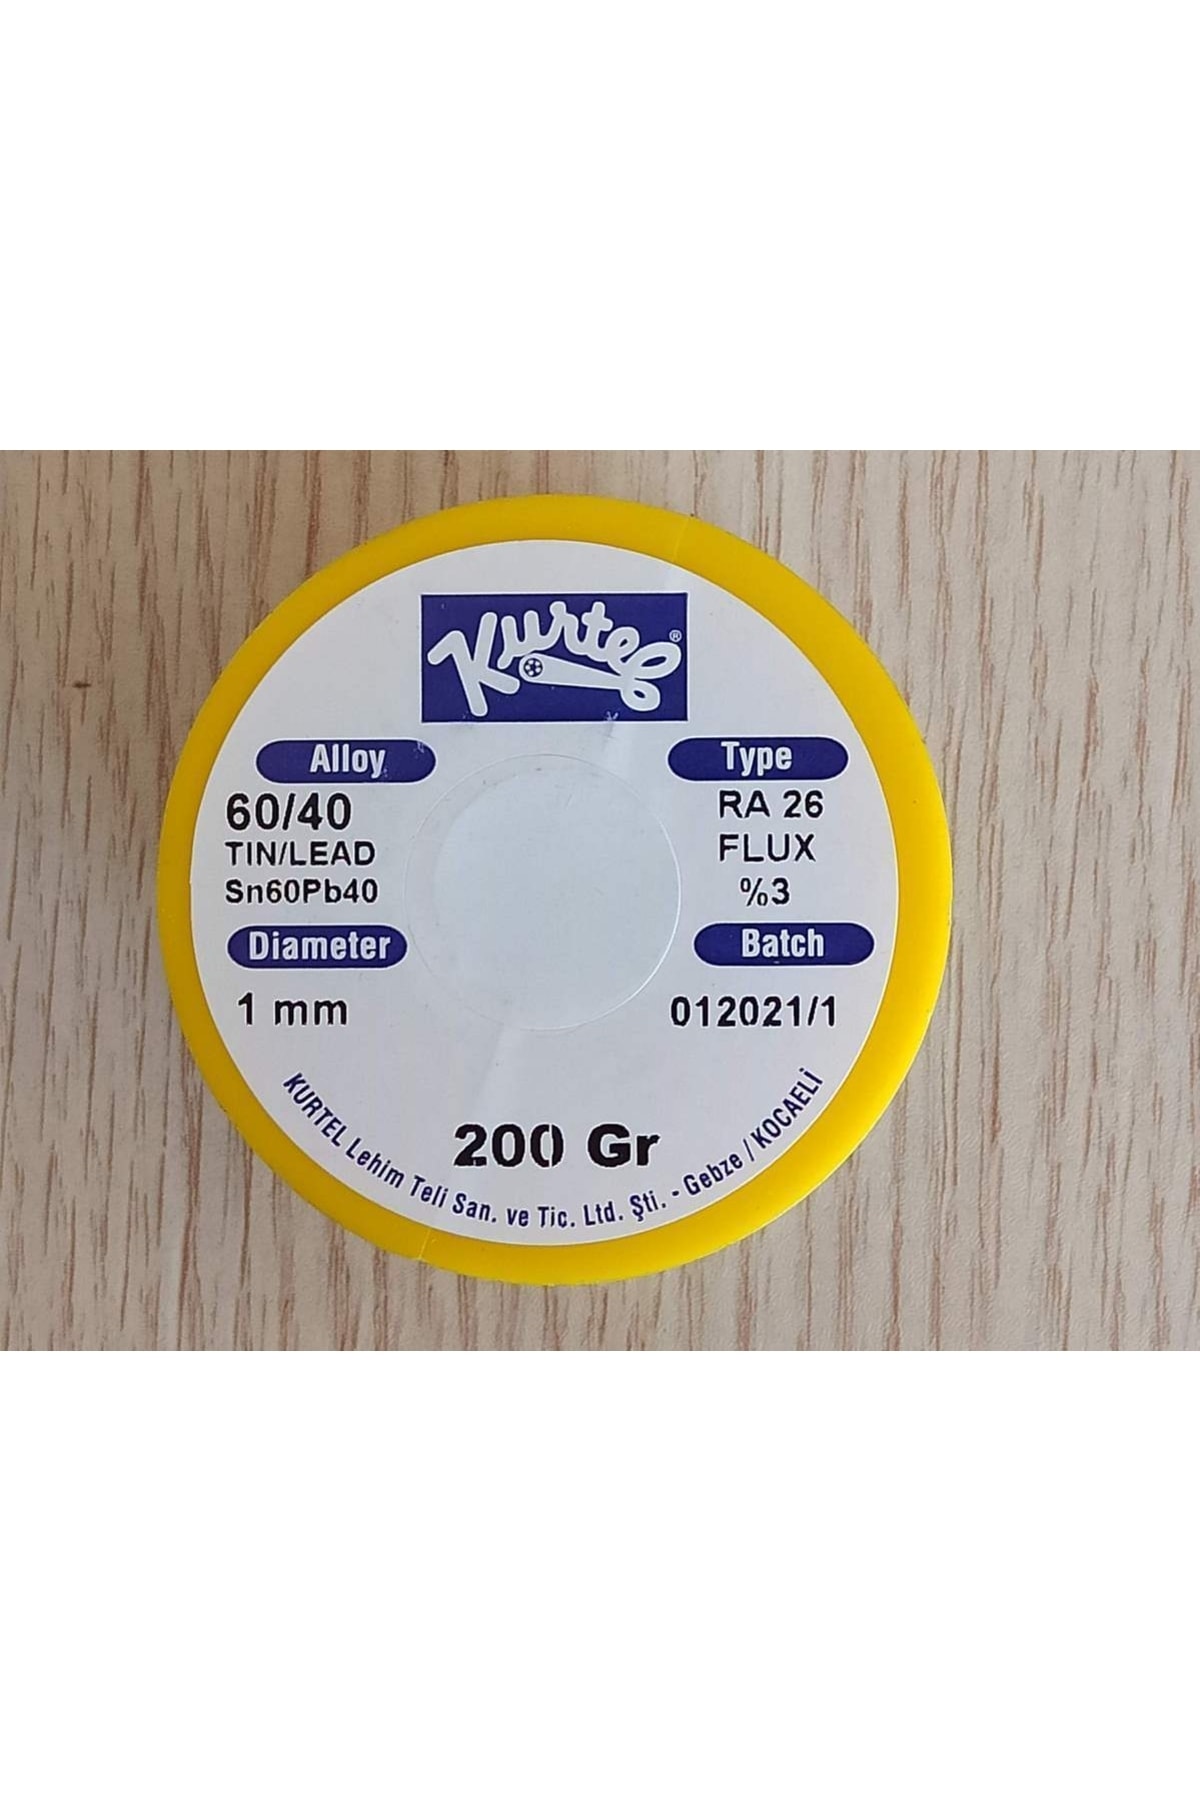 Kurtel®
Alloy
60/40
TIN/LEAD
Sn60Pb40
Diameter
1 mm
Type
RA 26
FLUX
%3
Batch
012021/1
200 Gr
KURTEL Lehim Teli San. ve Tic. Ltd. Şti. - Gebze / KOCAELİ